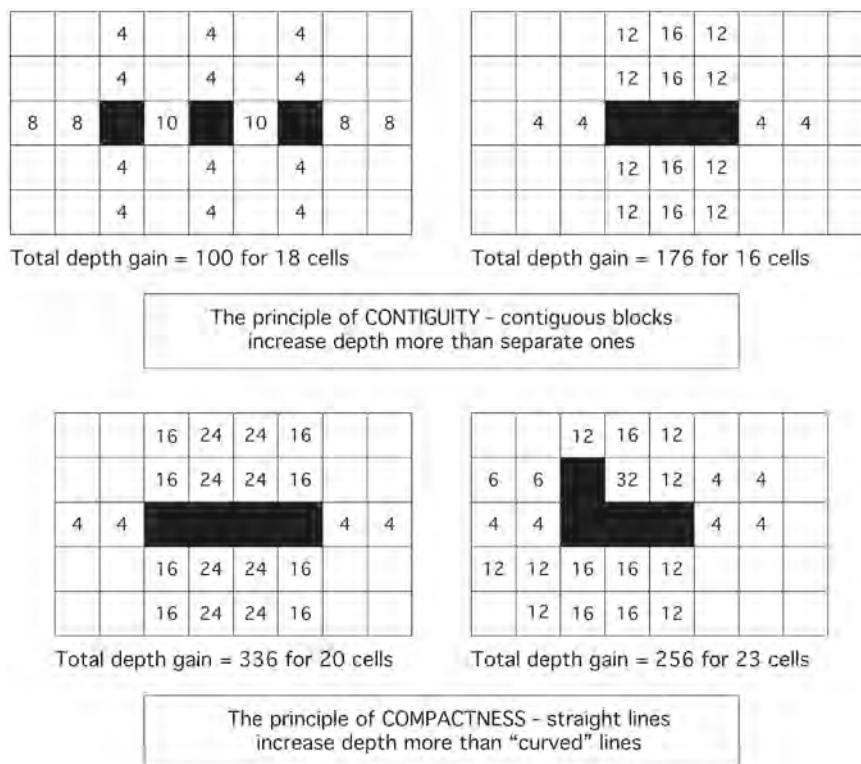 4 4 4
4 4 4
8 8 10 10 8 8
4 4 4
4 4 4
Total depth gain = 100 for 18 cells
12 16 12
12 16 12
4 4 4 4
12 16 12
12 16 12
Total depth gain = 176 for 16 cells
The principle of CONTIGUITY - contiguous blocks
increase depth more than separate ones
16 24 24 16
16 24 24 16
4 4 4 4
16 24 24 16
16 24 24 16
Total depth gain = 336 for 20 cells
12 16 12
6 6 32 12 4 4
4 4 4 4
12 12 16 16 12
12 16 16 12
Total depth gain = 256 for 23 cells
The principle of COMPACTNESS - straight lines
increase depth more than “curved” lines